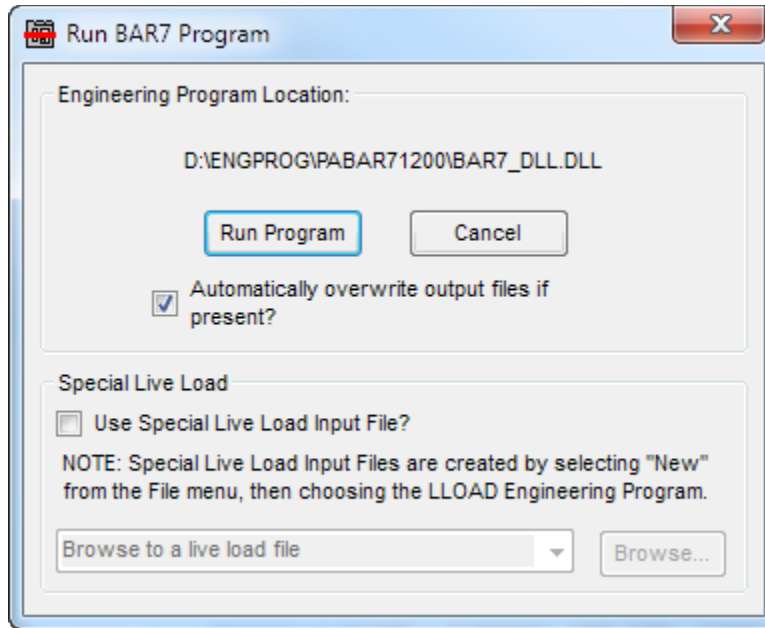 Run BAR7 Program
Engineering Program Location:
D:\ENGPROG\PABAR71200\BAR7_DLL.DLL
Run Program
Cancel
Automatically overwrite output files if
present?
Special Live Load
Use Special Live Load Input File?
NOTE: Special Live Load Input Files are created by selecting "New"
from the File menu, then choosing the LLOAD Engineering Program.
Browse to a live load file
Browse...